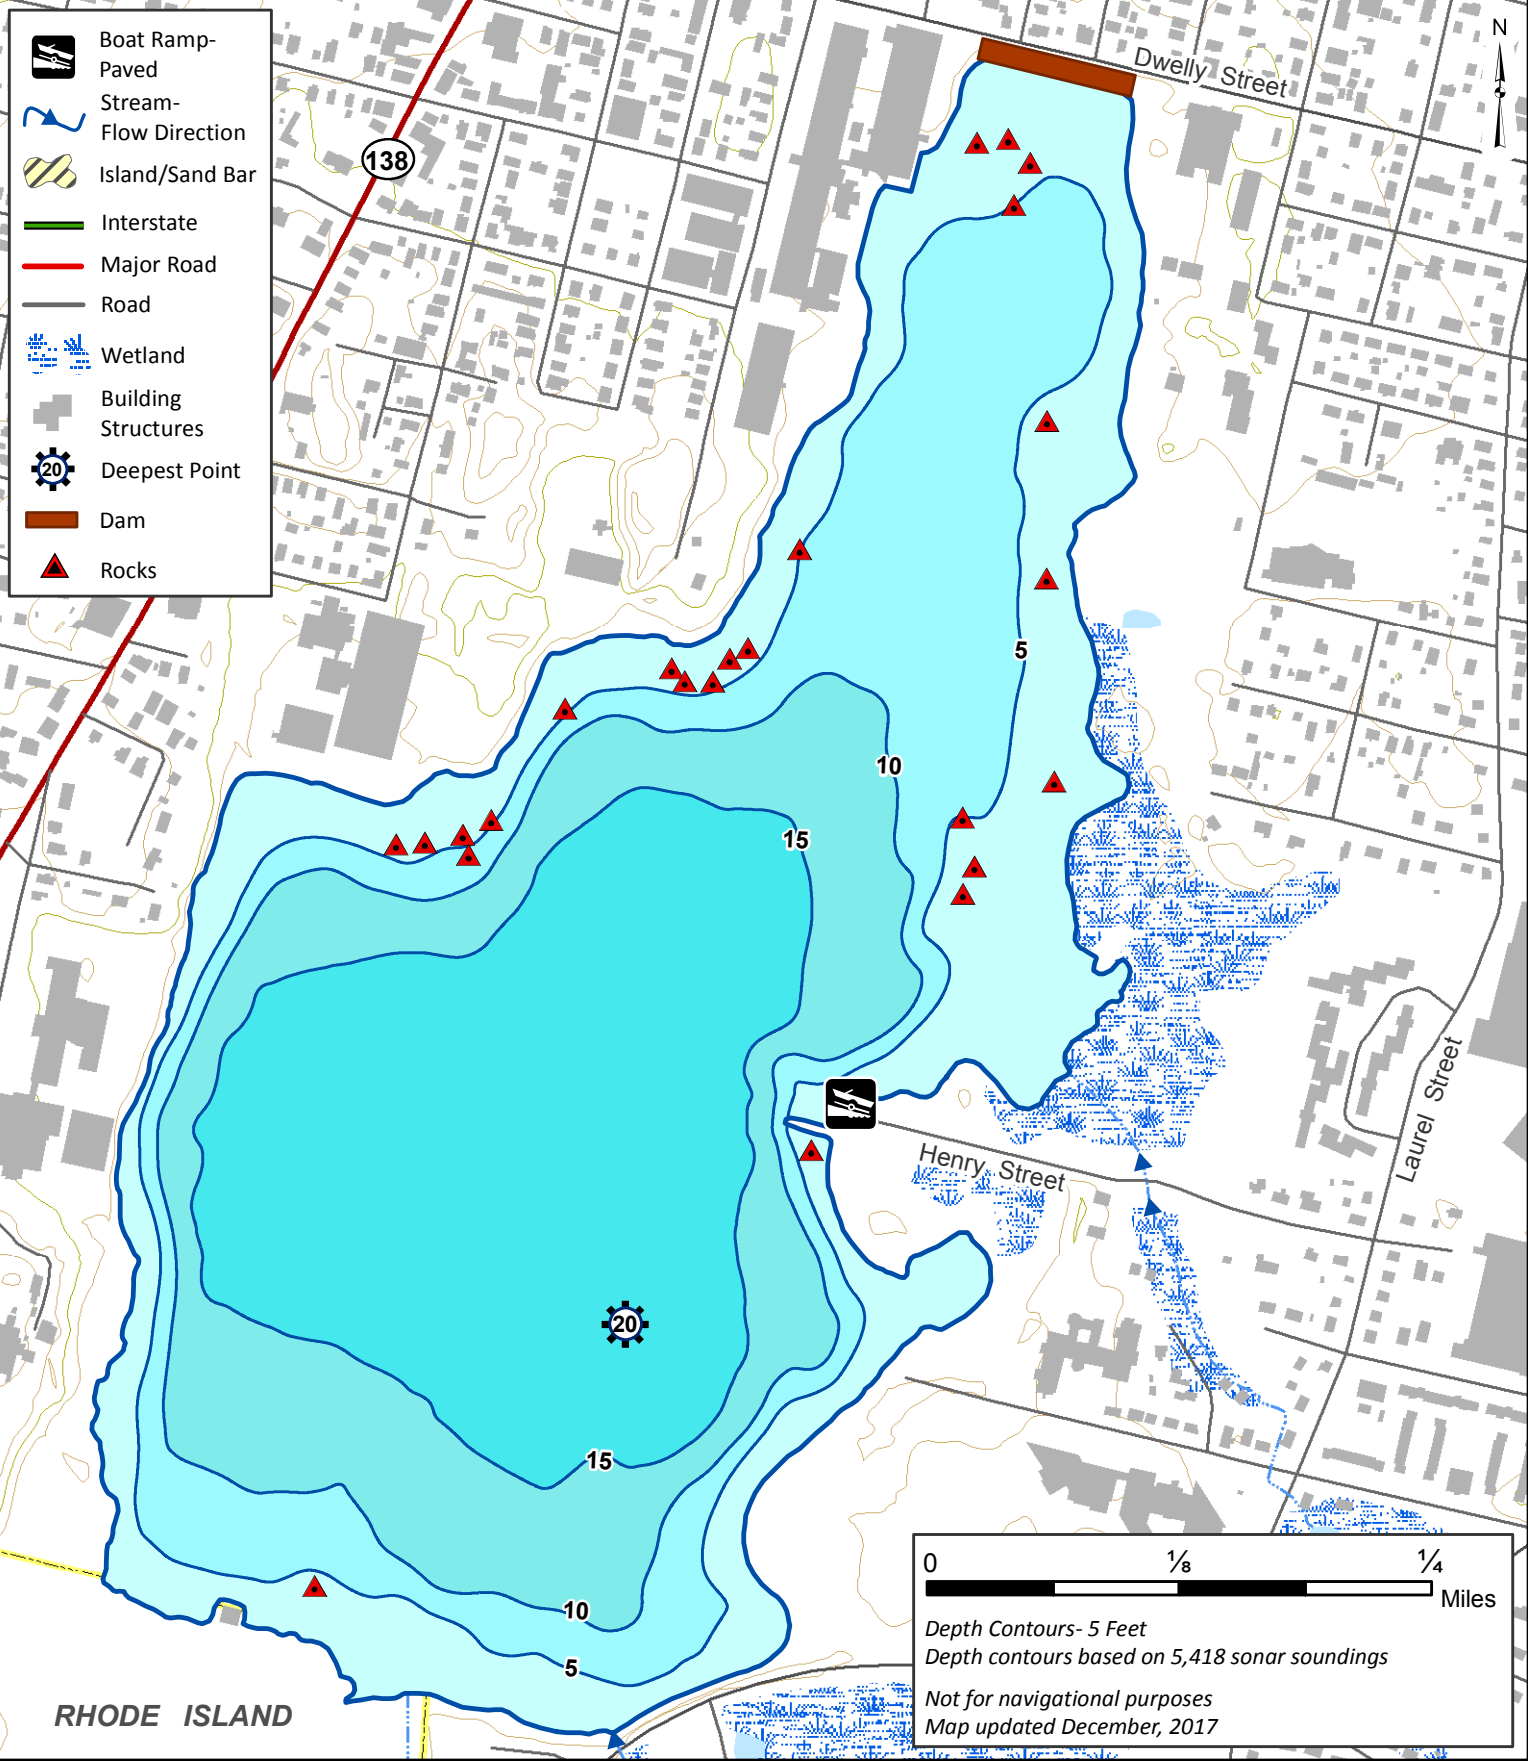 Boat Ramp-
Paved
Stream-
Flow Direction
Island/Sand Bar
Interstate
Major Road
Road
Wetland
Building
Structures
20
Deepest Point
Dam
Rocks
138
N
Dwelly Street
5
10
15
Henry Street
Laurel Street
20
15
10
5
RHODE ISLAND
0 ⅛ ¼
Miles
Depth Contours- 5 Feet
Depth contours based on 5,418 sonar soundings
Not for navigational purposes
Map updated December, 2017